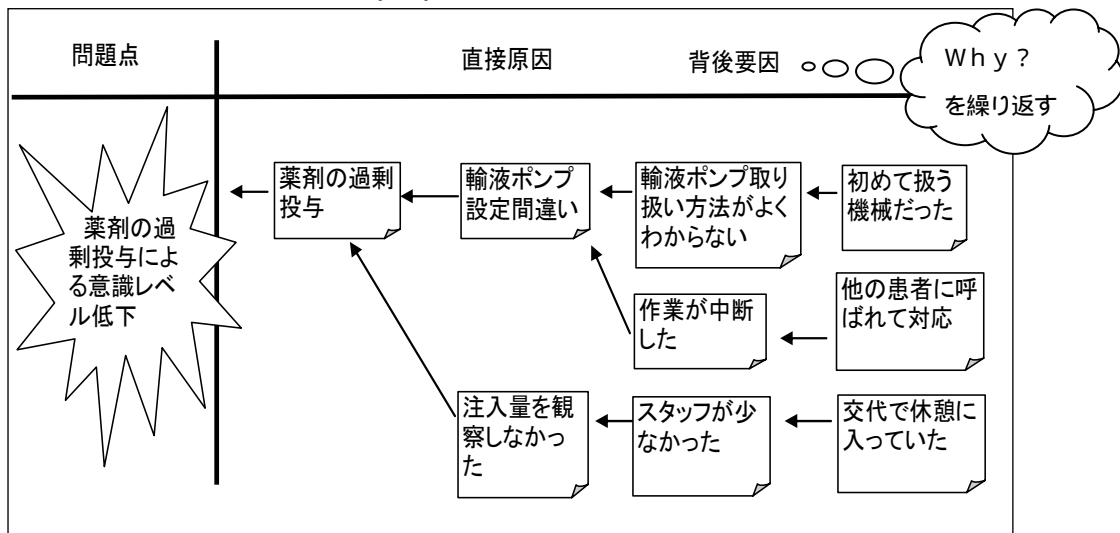 問題点
直接原因
背後要因
Ｗｈｙ？
を繰り返す
薬剤の過
剰投与によ
る意識レベ
ル低下
薬剤の過剰
投与
輸液ポンプ
設定間違い
輸液ポンプ取り
扱い方法がよく
わからない
初めて扱う
機械だった
作業が中断
した
他の患者に呼
ばれて対応
注入量を観
察しなかっ
た
スタッフが少
なかった
交代で休憩に
入っていた